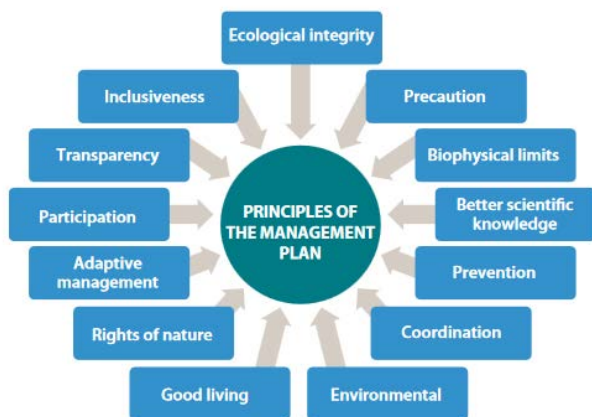 Ecological integrity
Inclusiveness
Precaution
Transparency
Biophysical limits
Participation
PRINCIPLES OF
THE MANAGEMENT
PLAN
Better scientific
knowledge
Adaptive
management
Prevention
Rights of nature
Coordination
Good living
Environmental